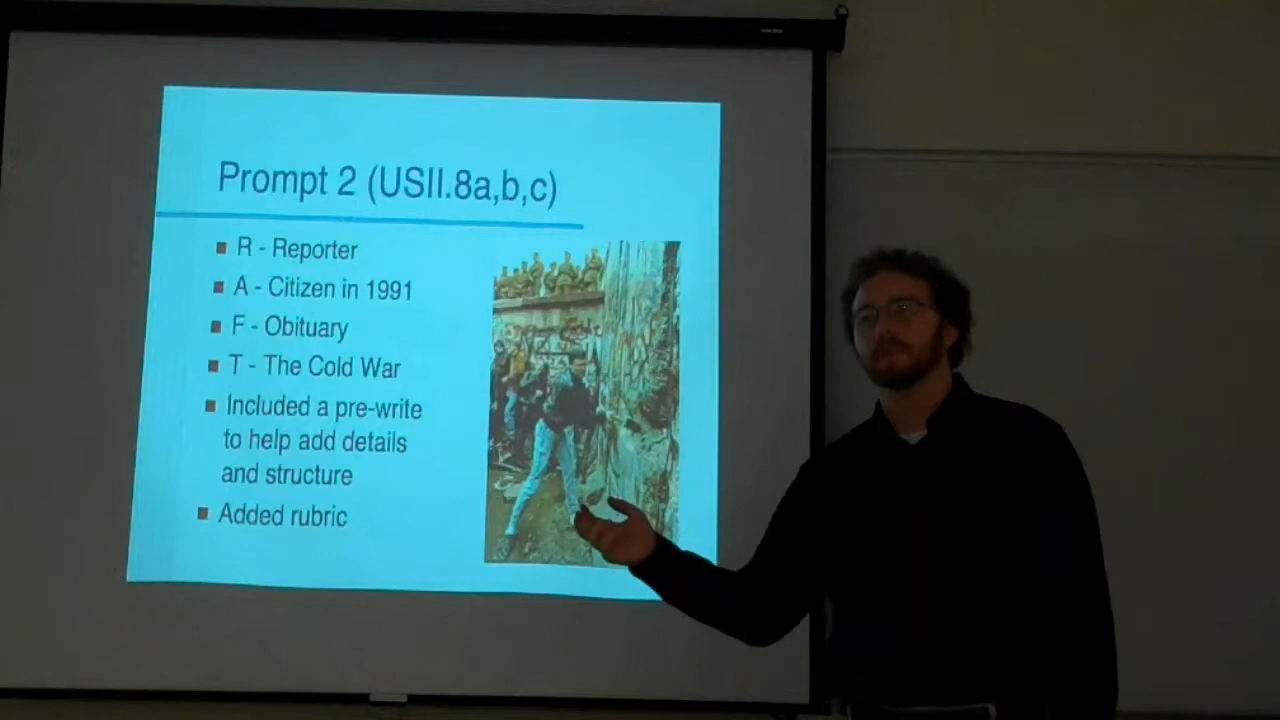 Prompt 2 (USII.8a,b,c)
R - Reporter
A - Citizen in 1991
F - Obituary
T - The Cold War
Included a pre-write
to help add details
and structure
Added rubric